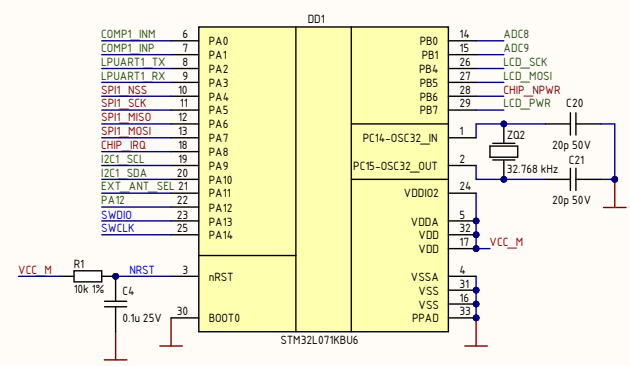 DD1
COMP1_INM 6 PA0 PB0 14 ADC8
COMP1_INP 7 PA1 PB1 15 ADC9
LPUART1_TX 8 PA2 PB4 26 LCD_SCK
LPUART1_RX 9 PA3 PB5 27 LCD_MOSI
SPI1_NSS 10 PA4 PB6 28 CHIP_NPWR
SPI1_SCK 11 PA5 PB7 29 LCD_PWR
SPI1_MISO 12 PA6
SPI1_MOSI 13 PA7
CHIP_IRQ 18 PA8
I2C1_SCL 19 PA9
I2C1_SDA 20 PA10
EXT_ANT_SEL 21 PA11
PA12 22 PA12
SWDIO 23 PA13
SWCLK 25 PA14
C20
PC14-OSC32_IN 1 ZQ2
20p 50V
C21
PC15-OSC32_OUT 2 32.768 kHz
20p 50V
VDDIO2 24
VDDA 5
VDD 32
VDD 17 VCC_M
VCC_M R1 NRST 3 nRST
10k 1%
C4
0.1u 25V
30 BOOT0
VSSA 4
VSS 31
VSS 16
PPAD 33
STM32L071KBU6